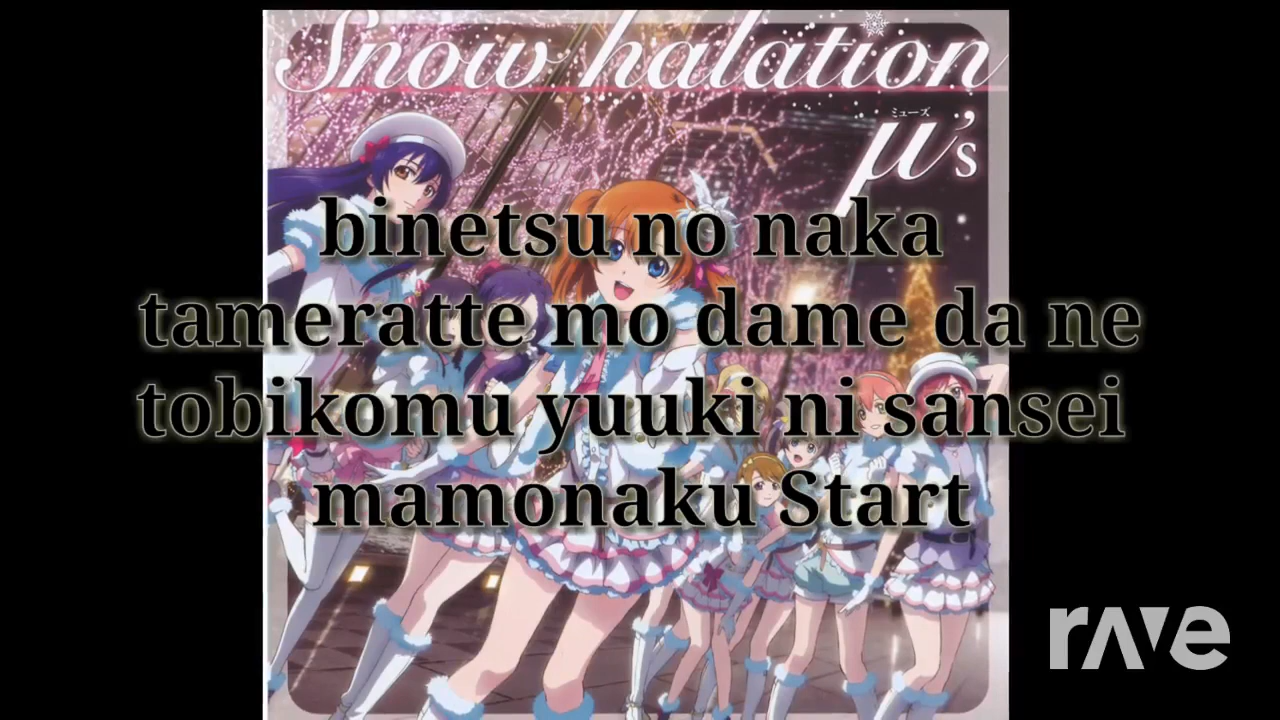 Snow halation
ミューズ
μ's
binetsu no naka
tameratte mo dame da ne
tobikomu yuuki ni sansei
mamonaku Start
rave